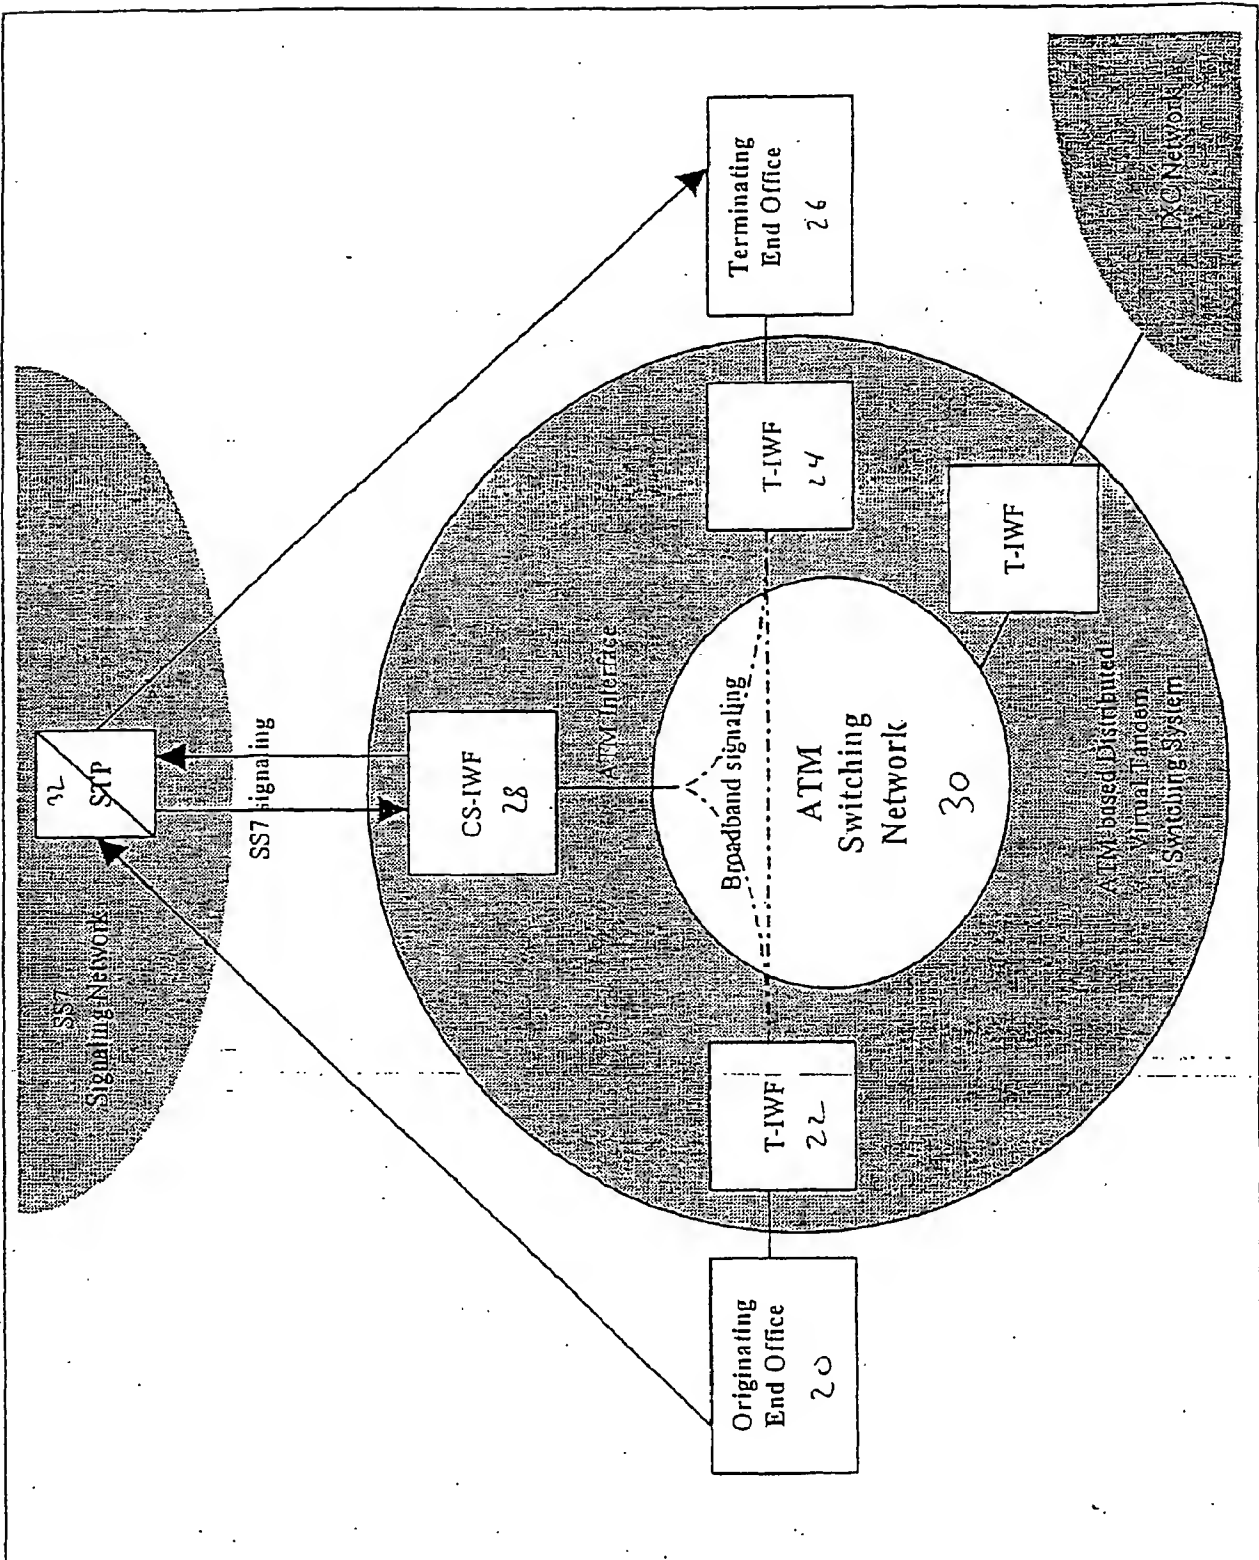 SS7
Signaling Network
32
STP
SS7 signaling
CS-IWF
28
ATM Interface
Broadband signaling
Originating
End Office
20
T-IWF
22
ATM
Switching
Network
30
T-IWF
24
Terminating
End Office
26
T-IWF
ATM-based Distributed
Virtual Tandem
Switching System
IXC Network